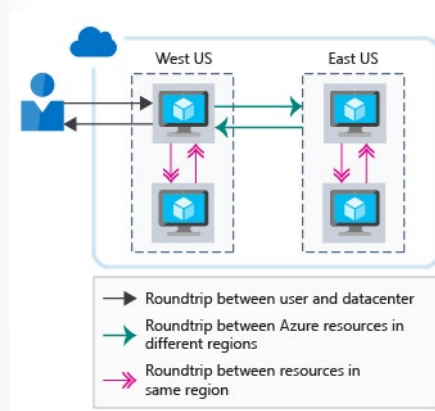 West US
East US
Roundtrip between user and datacenter
Roundtrip between Azure resources in
different regions
Roundtrip between resources in
same region